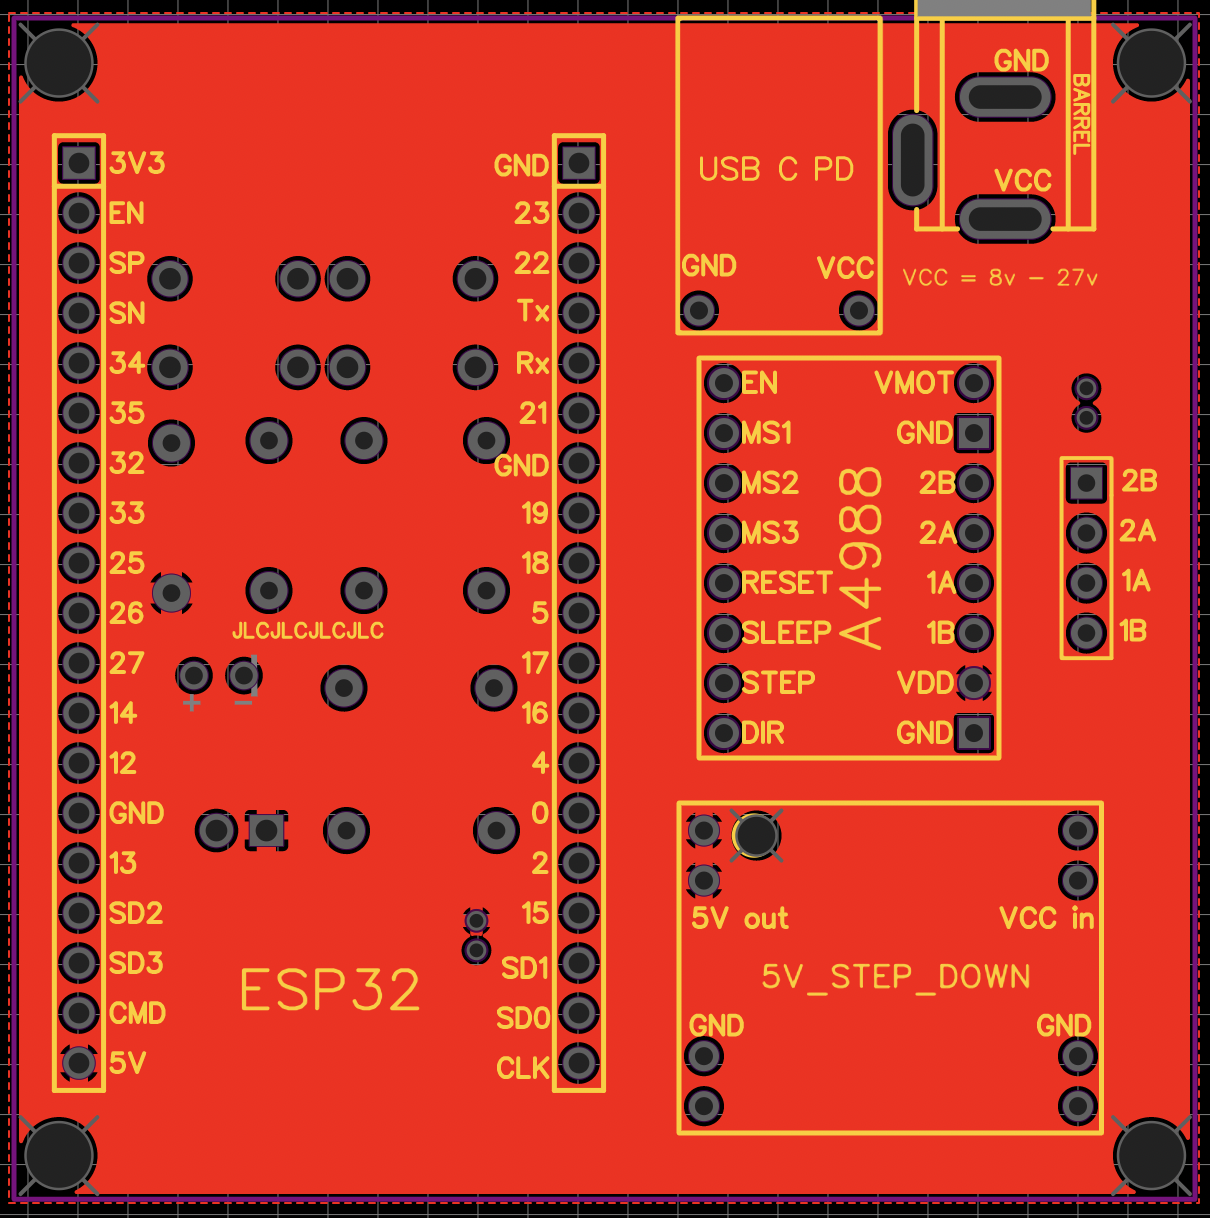 3V3
EN
SP
SN
34
35
32
33
25
26
27
14
12
GND
13
SD2
SD3
CMD
5V
JLCJLCJLCJLC
+ −
ESP32
GND
23
22
Tx
Rx
21
GND
19
18
5
17
16
4
0
2
15
SD1
SD0
CLK
USB C PD
GND VCC
GND
BARREL
VCC
VCC = 8v - 27v
EN VMOT
MS1 GND
MS2 2B
MS3 2A
RESET 1A
SLEEP 1B
STEP VDD
DIR GND
A4988
2B
2A
1A
1B
5V out VCC in
5V_STEP_DOWN
GND GND